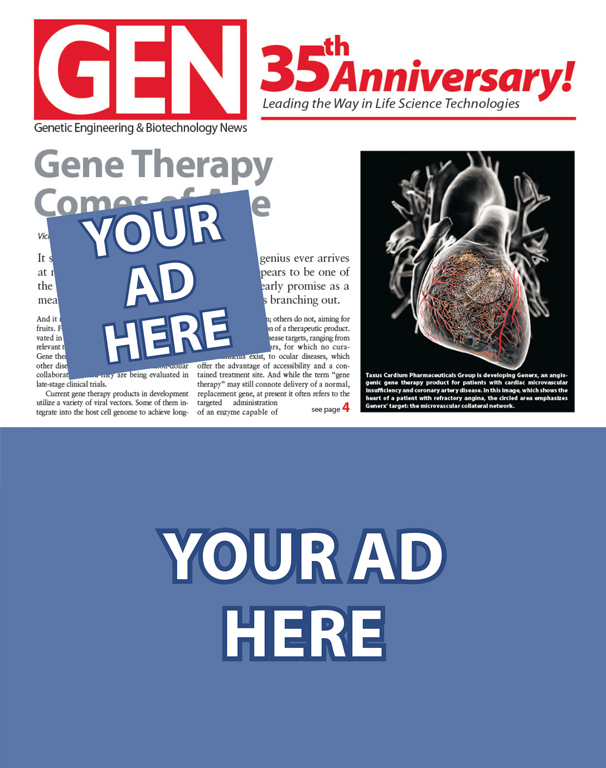 GEN
35th Anniversary!
Leading the Way in Life Science Technologies
Genetic Engineering & Biotechnology News
Gene Therapy
Comes of Age
YOUR
AD
HERE
Vic
It s
genius ever arrives
at
pears to be one of
the
early promise as a
mea
s branching out.
And it
fruits. F
vated in
relevant
Gene the
other dise
collabora
they are being evaluated in
late-stage clinical trials.
Current gene therapy products in development
utilize a variety of viral vectors. Some of them in-
tegrate into the host cell genome to achieve long-
; others do not, aiming for
on of a therapeutic product.
ease targets, ranging from
ors, for which no cura-
ents exist, to ocular diseases, which
offer the advantage of accessibility and a con-
tained treatment site. And while the term “gene
therapy” may still connote delivery of a normal,
replacement gene, at present it often refers to the
targeted administration
of an enzyme capable of
see page 4
Taxus Cardium Pharmaceuticals Group is developing Generx, an angio-
genic gene therapy product for patients with cardiac microvascular
insufficiency and coronary artery disease. In this image, which shows the
heart of a patient with refractory angina, the circled area emphasizes
Generx' target: the microvascular collateral network.
YOUR AD
HERE